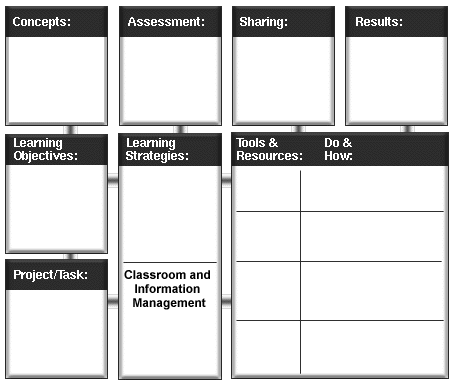 Concepts:
Assessment:
Sharing:
Results:
Learning
Objectives:
Learning
Strategies:
Tools &
Resources:
Do &
How:
Project/Task:
Classroom and
Information
Management